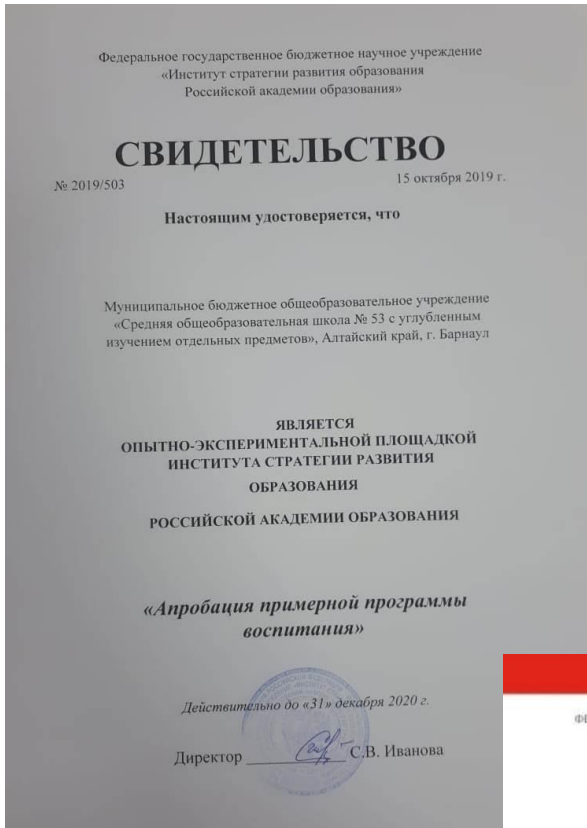 Федеральное государственное бюджетное научное учреждение
«Институт стратегии развития образования
Российской академии образования»
СВИДЕТЕЛЬСТВО
№ 2019/503
15 октября 2019 г.
Настоящим удостоверяется, что
Муниципальное бюджетное общеобразовательное учреждение
«Средняя общеобразовательная школа № 53 с углубленным
изучением отдельных предметов», Алтайский край, г. Барнаул
ЯВЛЯЕТСЯ
ОПЫТНО-ЭКСПЕРИМЕНТАЛЬНОЙ ПЛОЩАДКОЙ
ИНСТИТУТА СТРАТЕГИИ РАЗВИТИЯ
ОБРАЗОВАНИЯ
РОССИЙСКОЙ АКАДЕМИИ ОБРАЗОВАНИЯ
«Апробация примерной программы
воспитания»
Действительно до «31» декабря 2020 г.
Директор С.В. Иванова